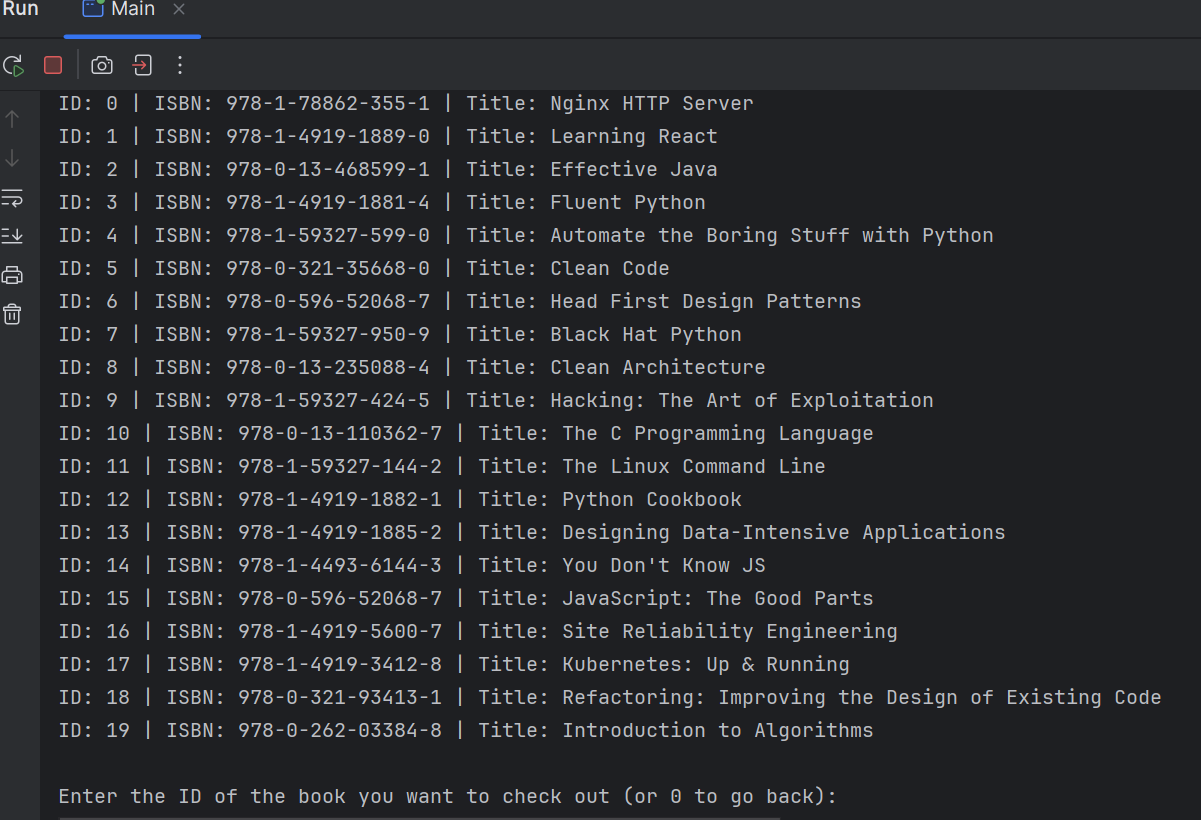 Run Main
ID: 0 | ISBN: 978-1-78862-355-1 | Title: Nginx HTTP Server
ID: 1 | ISBN: 978-1-4919-1889-0 | Title: Learning React
ID: 2 | ISBN: 978-0-13-468599-1 | Title: Effective Java
ID: 3 | ISBN: 978-1-4919-1881-4 | Title: Fluent Python
ID: 4 | ISBN: 978-1-59327-599-0 | Title: Automate the Boring Stuff with Python
ID: 5 | ISBN: 978-0-321-35668-0 | Title: Clean Code
ID: 6 | ISBN: 978-0-596-52068-7 | Title: Head First Design Patterns
ID: 7 | ISBN: 978-1-59327-950-9 | Title: Black Hat Python
ID: 8 | ISBN: 978-0-13-235088-4 | Title: Clean Architecture
ID: 9 | ISBN: 978-1-59327-424-5 | Title: Hacking: The Art of Exploitation
ID: 10 | ISBN: 978-0-13-110362-7 | Title: The C Programming Language
ID: 11 | ISBN: 978-1-59327-144-2 | Title: The Linux Command Line
ID: 12 | ISBN: 978-1-4919-1882-1 | Title: Python Cookbook
ID: 13 | ISBN: 978-1-4919-1885-2 | Title: Designing Data-Intensive Applications
ID: 14 | ISBN: 978-1-4493-6144-3 | Title: You Don't Know JS
ID: 15 | ISBN: 978-0-596-52068-7 | Title: JavaScript: The Good Parts
ID: 16 | ISBN: 978-1-4919-5600-7 | Title: Site Reliability Engineering
ID: 17 | ISBN: 978-1-4919-3412-8 | Title: Kubernetes: Up & Running
ID: 18 | ISBN: 978-0-321-93413-1 | Title: Refactoring: Improving the Design of Existing Code
ID: 19 | ISBN: 978-0-262-03384-8 | Title: Introduction to Algorithms
Enter the ID of the book you want to check out (or 0 to go back):